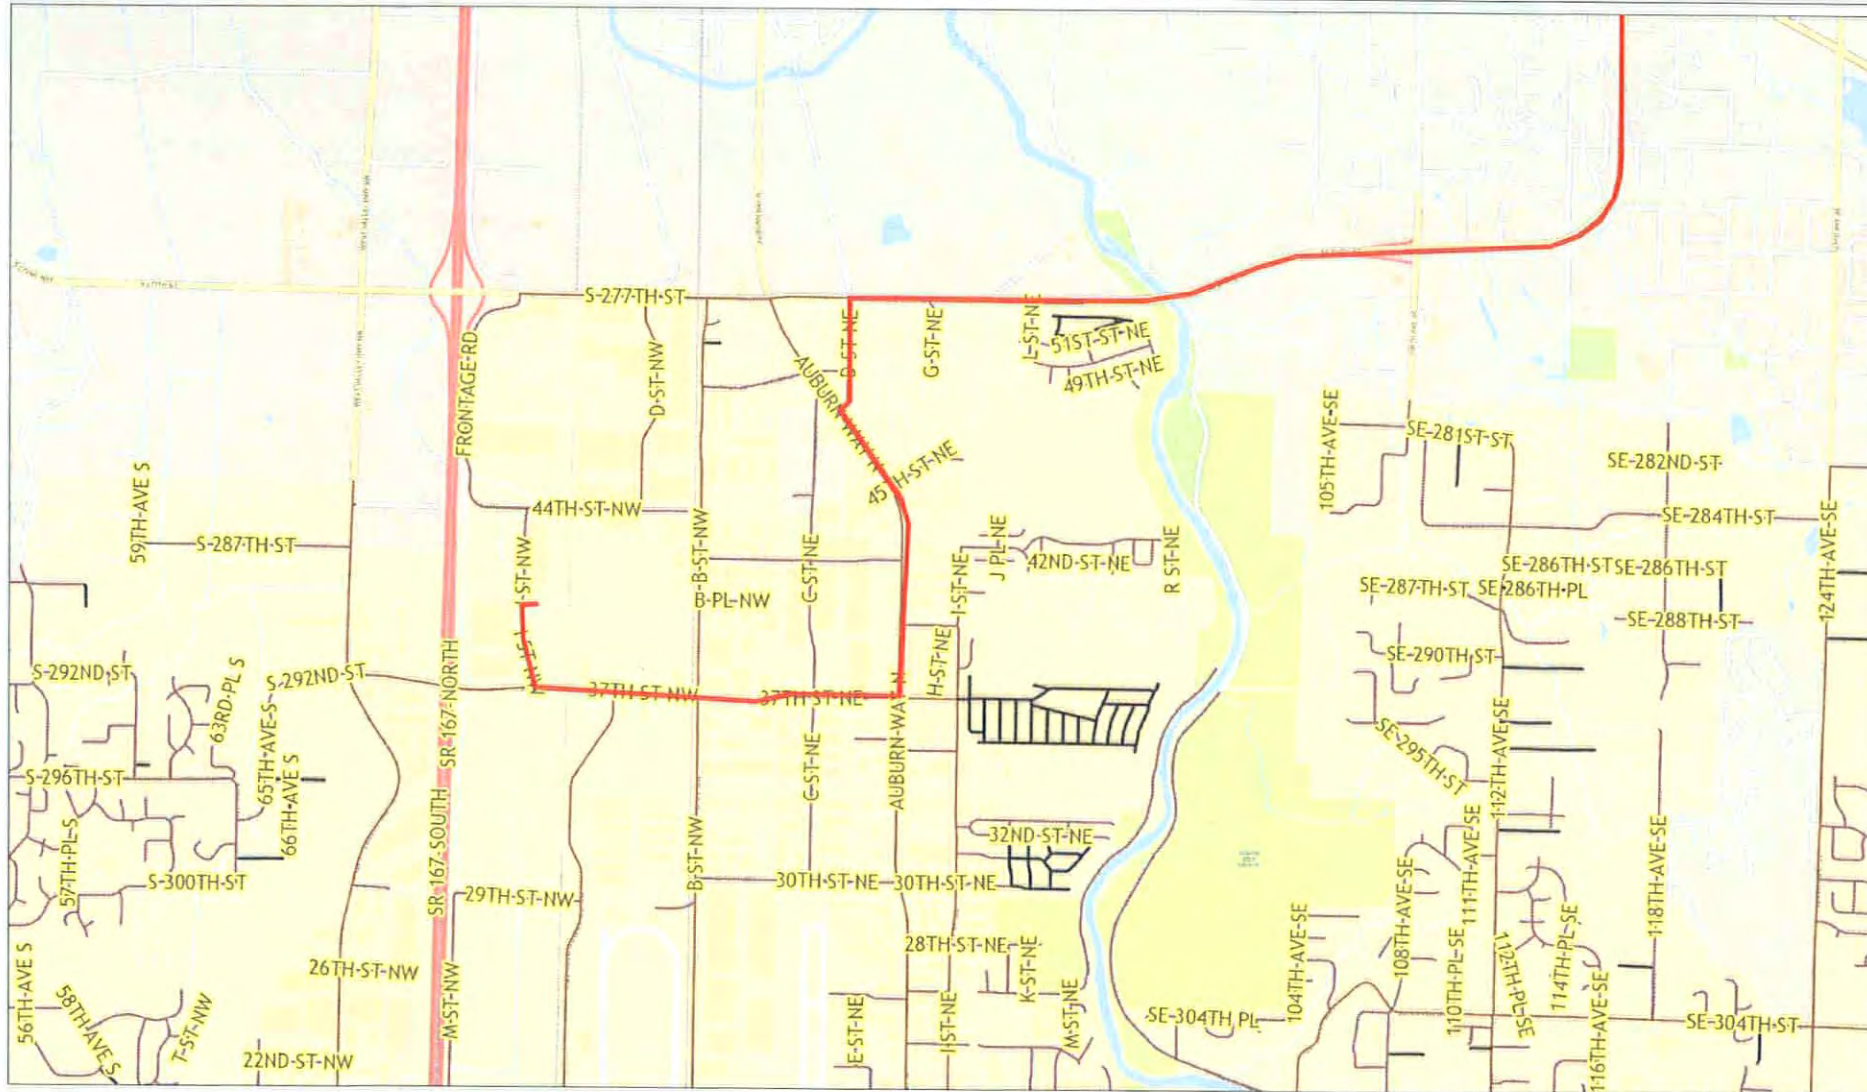 S-277TH-ST
FRONTAGE-RD
D-ST-NW
AUBURN-WAY-N
G-ST-NE
L-ST-NE
51ST-ST-NE
49TH-ST-NE
105TH-AVE-SE
SE-281ST-ST
SE-282ND-ST
59TH-AVE S
45TH-ST-NE
44TH-ST-NW
SE-284TH-ST
S-287TH-ST
I-ST-NW
B-ST-NW
C-ST-NE
J PL-NE
42ND-ST-NE
R ST-NE
SE-286TH-ST
SE-286TH-ST
124TH-AVE-SE
B-PL-NW
I-ST-NE
SE-287TH-ST
SE-286TH-PL
SE-288TH-ST
S-292ND-ST
63RD-PL S
S-292ND-ST
SR-167-NORTH
I-ST-NW
H-ST-NE
SE-290TH-ST
37TH-ST-NW
37TH-ST-NE
65TH-AVE-S
66TH-AVE S
S-296TH-ST
C-ST-NE
AUBURN-WAY-N
SE-295TH-ST
112TH-AVE-SE
57TH-PL-S
SR-167-SOUTH
B-ST-NW
32ND-ST-NE
111TH-AVE-SE
118TH-AVE-SE
S-300TH-ST
29TH-ST-NW
30TH-ST-NE
30TH-ST-NE
108TH-AVE-SE
104TH-AVE-SE
56TH-AVE S
26TH-ST-NW
28TH-ST-NE
K-ST-NE
110TH-PL-SE
112TH-PL-SE
114TH-PL-SE
58TH-AVE S
T-ST-NW
M-ST-NW
22ND-ST-NW
E-ST-NE
I-ST-NE
M-ST-NE
SE-304TH PL
116TH-AVE-SE
SE-304TH-ST